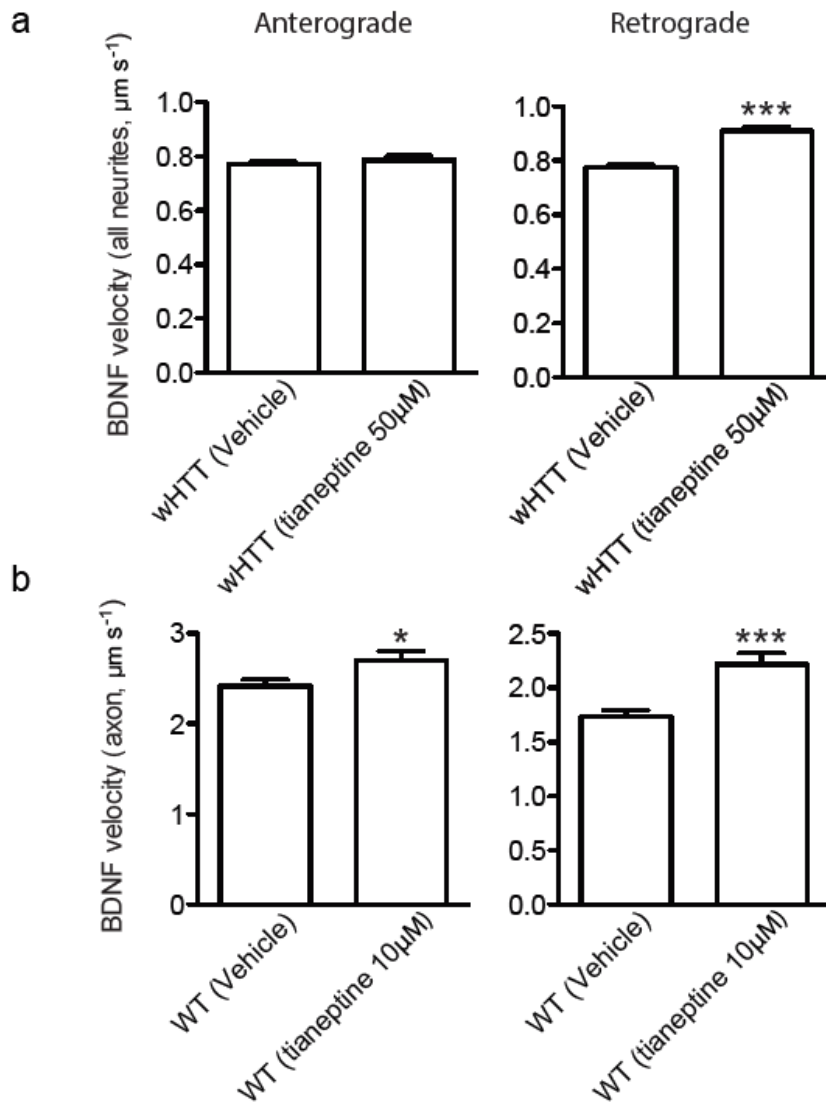 a
Anterograde
Retrograde
BDNF velocity (all neurites, µm s⁻¹)
1.0
0.8
0.6
0.4
0.2
0.0
wHTT (Vehicle)
wHTT (tianeptine 50µM)
1.0
0.8
0.6
0.4
0.2
0.0
***
wHTT (Vehicle)
wHTT (tianeptine 50µM)
b
BDNF velocity (axon, µm s⁻¹)
3
2
1
0
*
WT (Vehicle)
WT (tianeptine 10µM)
2.5
2.0
1.5
1.0
0.5
0.0
***
WT (Vehicle)
WT (tianeptine 10µM)